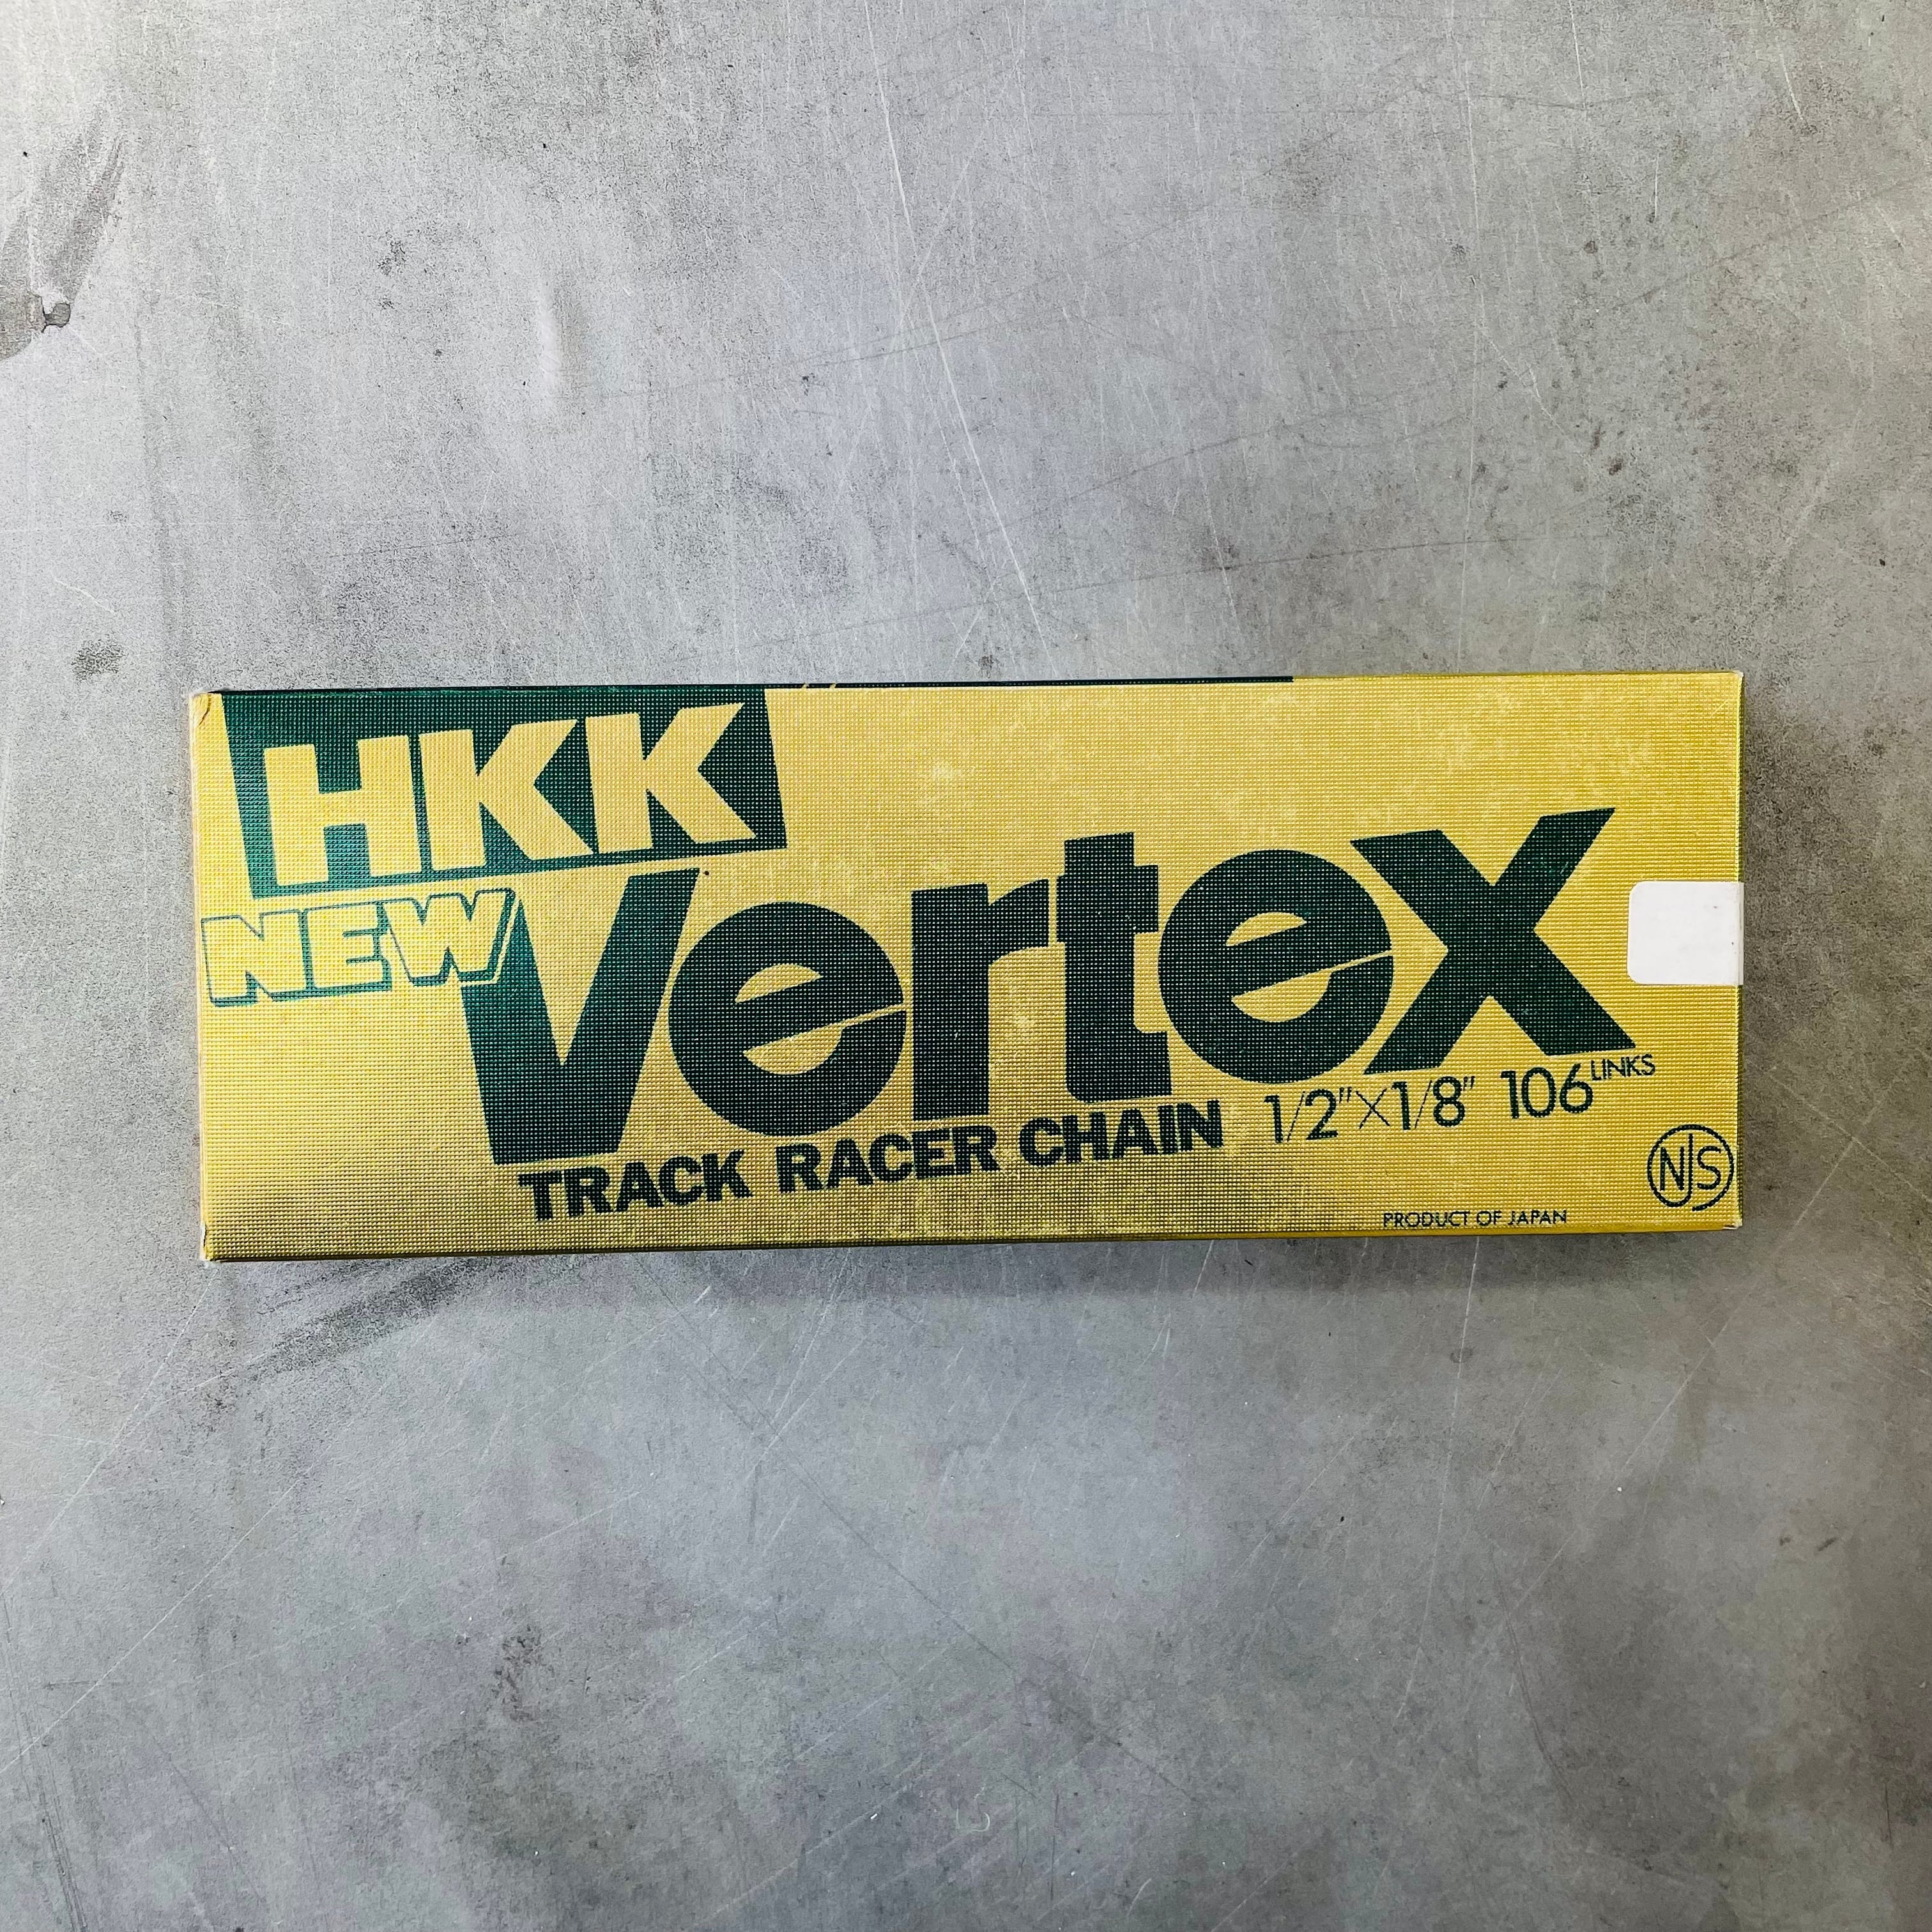 HKK
NEW Vertex
TRACK RACER CHAIN 1/2"×1/8" 106 LINKS
NJS
PRODUCT OF JAPAN